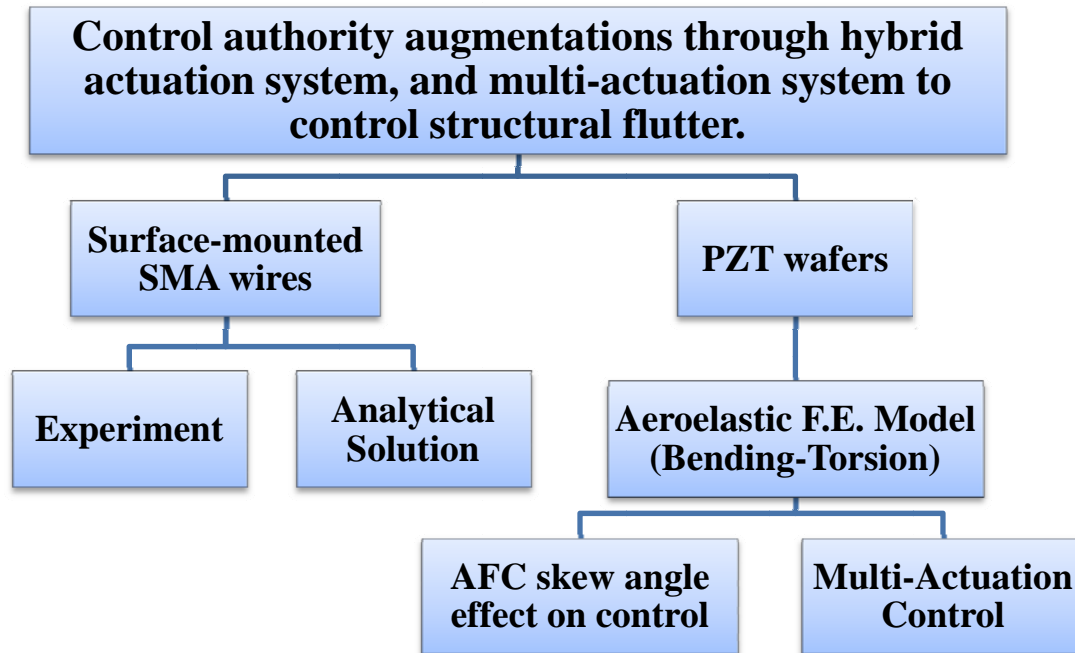 Control authority augmentations through hybrid
actuation system, and multi-actuation system to
control structural flutter.
Surface-mounted
SMA wires
PZT wafers
Experiment
Analytical
Solution
Aeroelastic F.E. Model
(Bending-Torsion)
AFC skew angle
effect on control
Multi-Actuation
Control